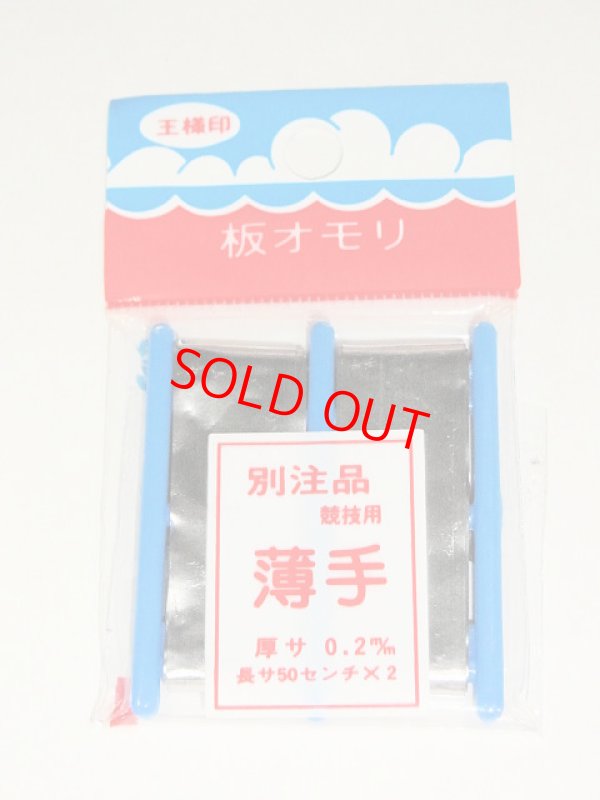 王様印
板オモリ
SOLD OUT
別注品
競技用
薄手
厚サ 0.2㎜
長サ50センチ×2